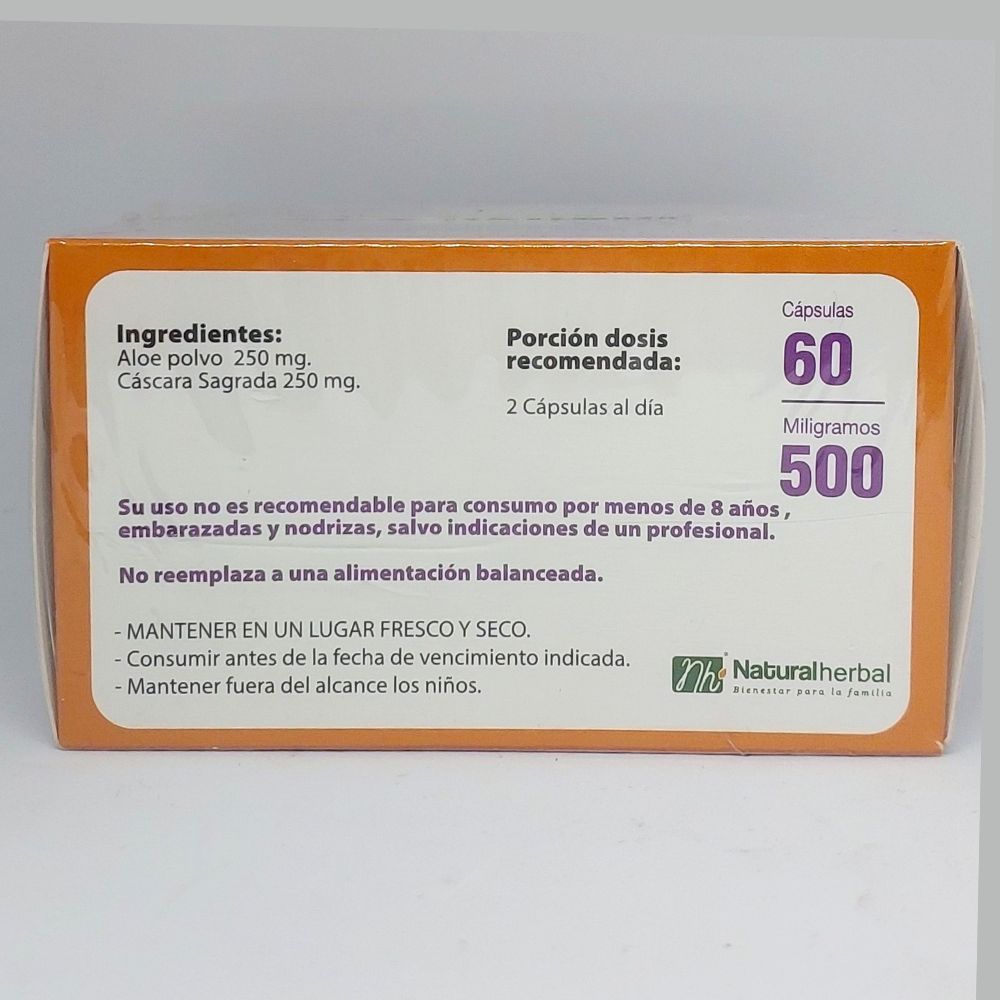 Ingredientes:
Aloe polvo 250 mg.
Cáscara Sagrada 250 mg.
Porción dosis
recomendada:
2 Cápsulas al día
Cápsulas
60
Miligramos
500
Su uso no es recomendable para consumo por menos de 8 años ,
embarazadas y nodrizas, salvo indicaciones de un profesional.
No reemplaza a una alimentación balanceada.
- MANTENER EN UN LUGAR FRESCO Y SECO.
- Consumir antes de la fecha de vencimiento indicada.
- Mantener fuera del alcance los niños.
nh®
Naturalherbal
Bienestar para la familia